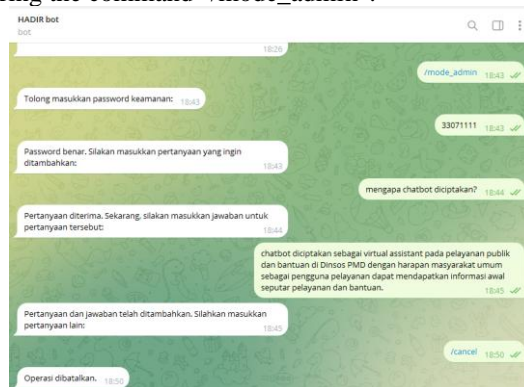 ring the command "/mode_admin".
HADIR bot
bot
18:26
/mode_admin 18:43
Tolong masukkan password keamanan: 18:43
33071111 18:43
Password benar. Silakan masukkan pertanyaan yang ingin
ditambahkan: 18:43
mengapa chatbot diciptakan? 18:44
Pertanyaan diterima. Sekarang, silakan masukkan jawaban untuk
pertanyaan tersebut: 18:44
chatbot diciptakan sebagai virtual assistant pada pelayanan publik
dan bantuan di Dinsos PMD dengan harapan masyarakat umum
sebagai pengguna pelayanan dapat mendapatkan informasi awal
seputar pelayanan dan bantuan. 18:45
Pertanyaan dan jawaban telah ditambahkan. Silahkan masukkan
pertanyaan lain: 18:45
/cancel 18:50
Operasi dibatalkan. 18:50